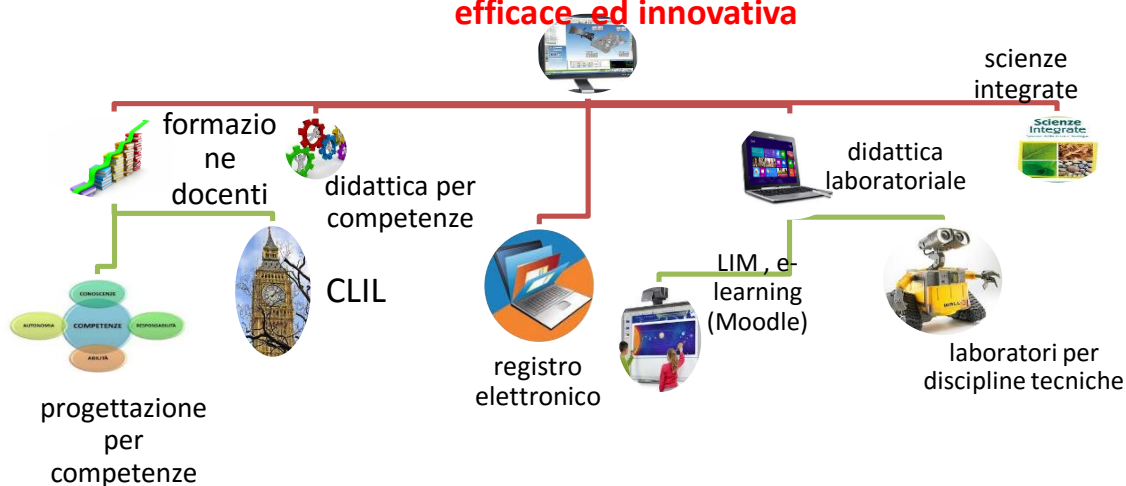 efficace ed innovativa
scienze
integrate
Scienze
Integrate
formazio
ne
docenti
didattica per
competenze
didattica
laboratoriale
CLIL
LIM , e-
learning
(Moodle)
CONOSCENZE
AUTONOMIA
COMPETENZE
RESPONSABILITÀ
ABILITÀ
registro
elettronico
laboratori per
discipline tecniche
progettazione
per
competenze